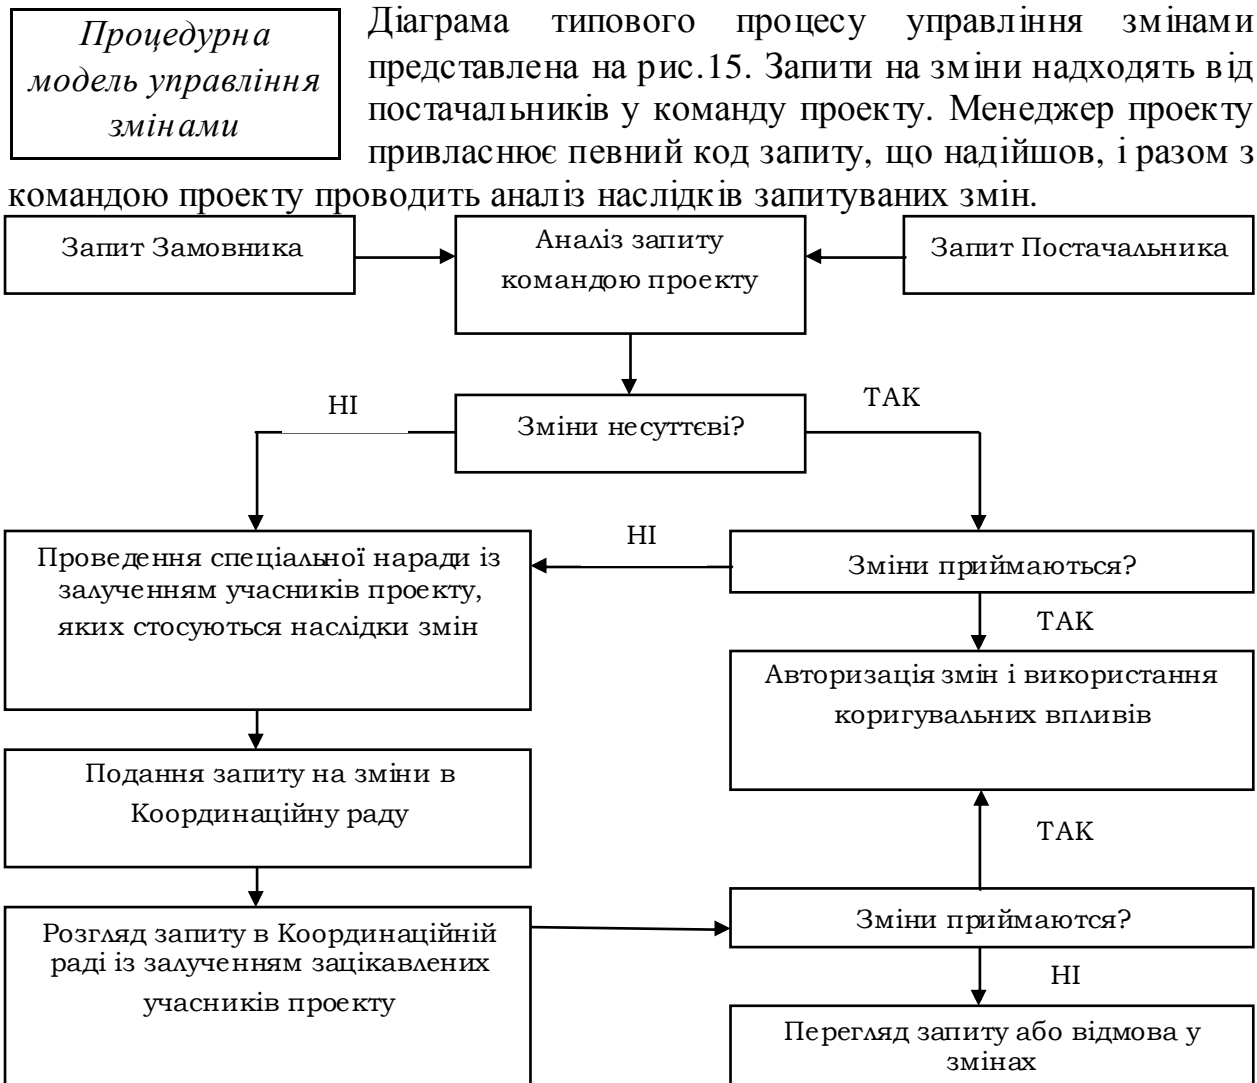 Процедурна
модель управління
змінами
Діаграма типового процесу управління змінами
представлена на рис.15. Запити на зміни надходять від
постачальників у команду проекту. Менеджер проекту
привласнює певний код запиту, що надійшов, і разом з
командою проекту проводить аналіз наслідків запитуваних змін.
Запит Замовника
Аналіз запиту
командою проекту
Запит Постачальника
НІ
Зміни несуттєві?
ТАК
Проведення спеціальної наради із
залученням учасників проекту,
яких стосуються наслідки змін
НІ
Зміни приймаються?
ТАК
Авторизація змін і використання
коригувальних впливів
Подання запиту на зміни в
Координаційну раду
ТАК
Розгляд запиту в Координаційній
раді із залученням зацікавлених
учасників проекту
Зміни приймаются?
НІ
Перегляд запиту або відмова у
змінах